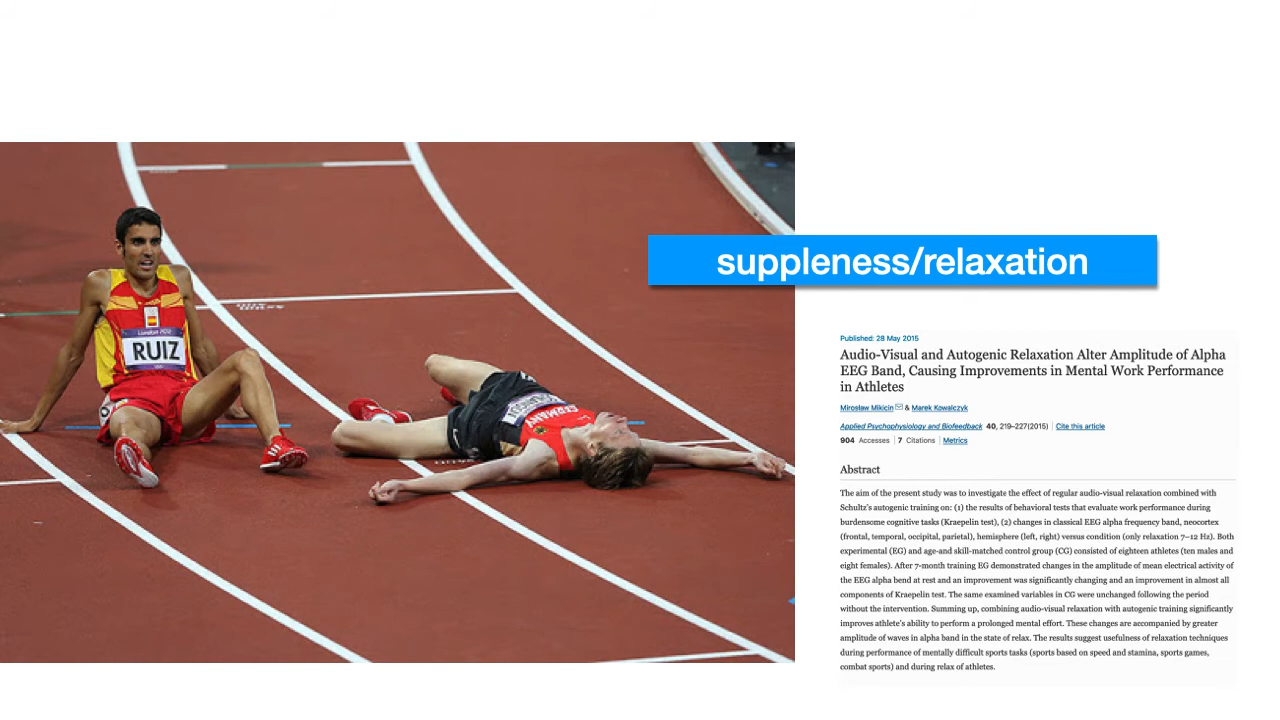 suppleness/relaxation
London 2012
RUIZ
GERMANY
Published: 28 May 2015
Audio-Visual and Autogenic Relaxation Alter Amplitude of Alpha
EEG Band, Causing Improvements in Mental Work Performance
in Athletes
Mirosław Mikicin & Marek Kowalczyk
Applied Psychophysiology and Biofeedback 40, 219–227(2015) | Cite this article
904 Accesses | 7 Citations | Metrics
Abstract
The aim of the present study was to investigate the effect of regular audio-visual relaxation combined with
Schultz's autogenic training on: (1) the results of behavioral tests that evaluate work performance during
burdensome cognitive tasks (Kraepelin test), (2) changes in classical EEG alpha frequency band, neocortex
(frontal, temporal, occipital, parietal), hemisphere (left, right) versus condition (only relaxation 7–12 Hz). Both
experimental (EG) and age-and skill-matched control group (CG) consisted of eighteen athletes (ten males and
eight females). After 7-month training EG demonstrated changes in the amplitude of mean electrical activity of
the EEG alpha bend at rest and an improvement was significantly changing and an improvement in almost all
components of Kraepelin test. The same examined variables in CG were unchanged following the period
without the intervention. Summing up, combining audio-visual relaxation with autogenic training significantly
improves athlete's ability to perform a prolonged mental effort. These changes are accompanied by greater
amplitude of waves in alpha band in the state of relax. The results suggest usefulness of relaxation techniques
during performance of mentally difficult sports tasks (sports based on speed and stamina, sports games,
combat sports) and during relax of athletes.